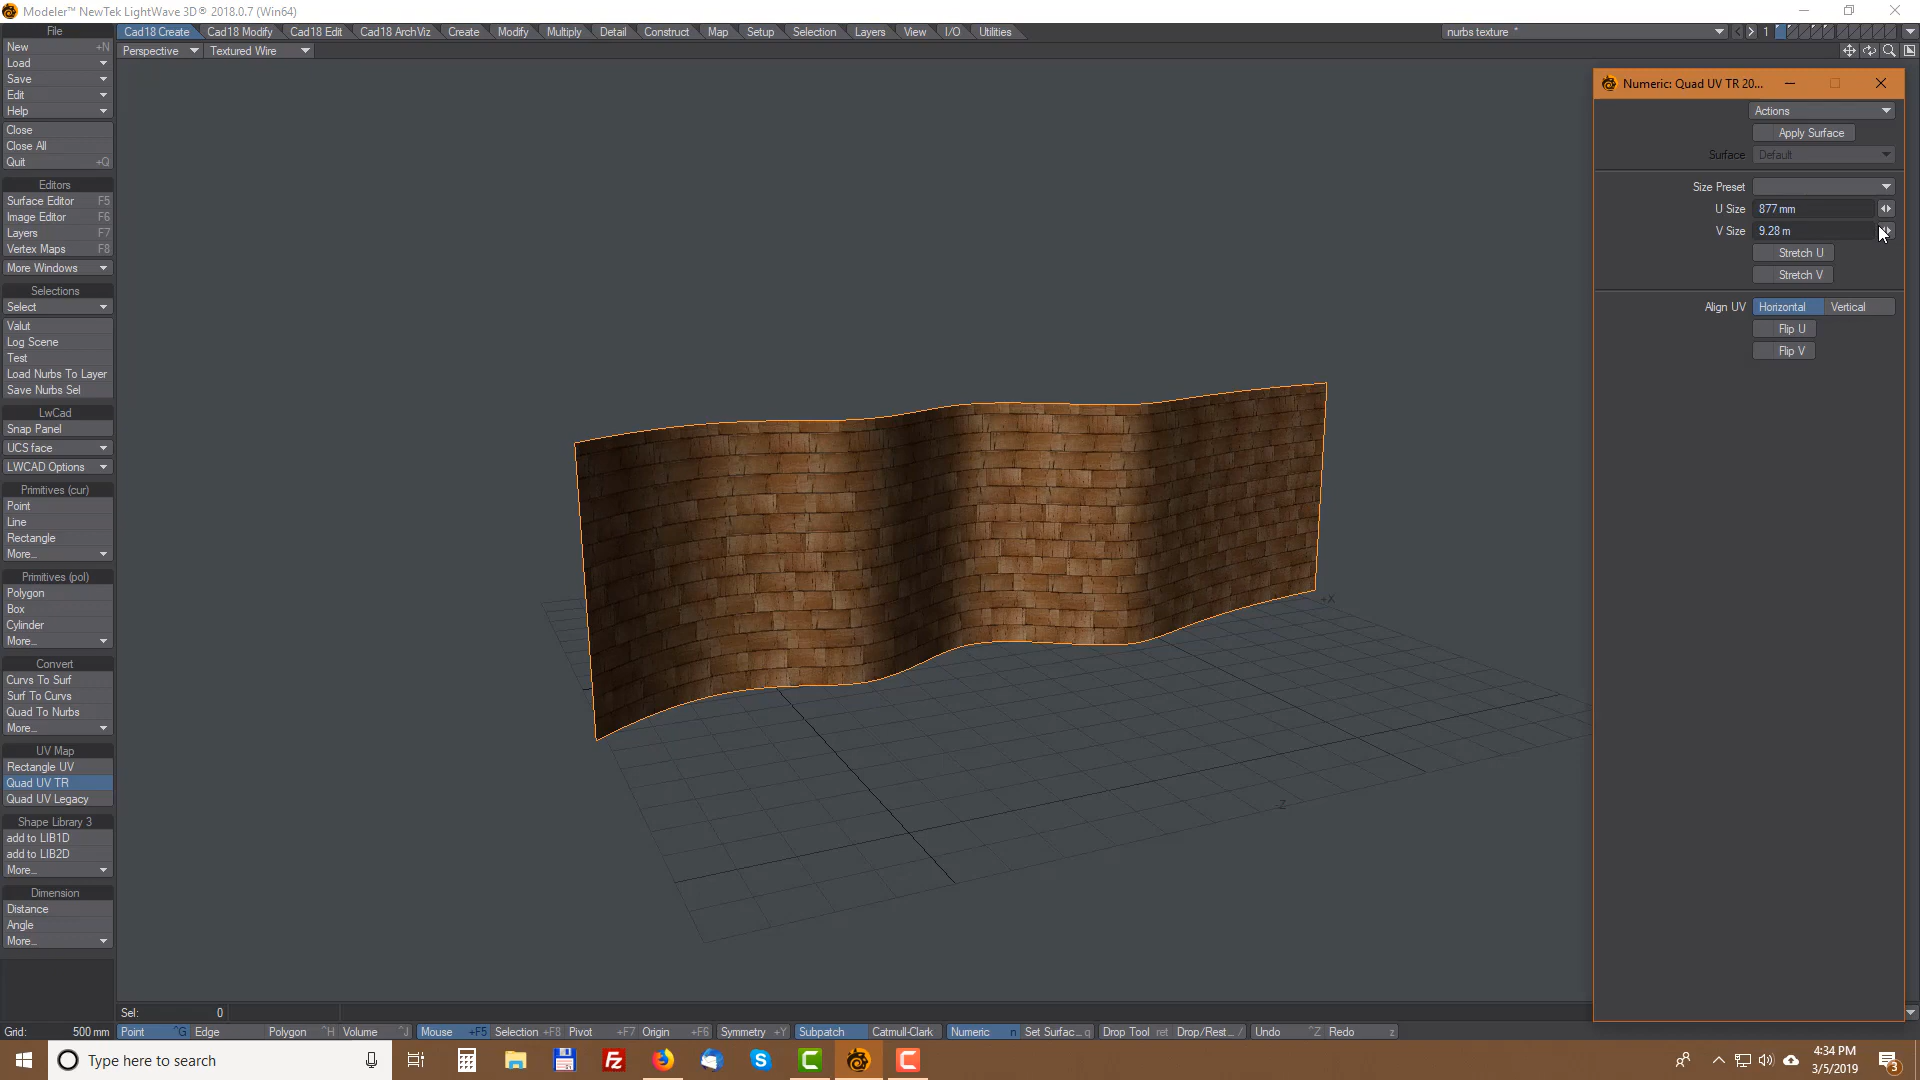 Modeler™ NewTek LightWave 3D® 2018.0.7 (Win64)
File
Cad18 Create Cad18 Modify Cad18 Edit Cad18 ArchViz Create Modify Multiply Detail Construct Map Setup Selection Layers View I/O Utilities
nurbs texture * 1
New +N
Perspective Textured Wire
Load
Save
Edit
Help
Close
Close All
Quit +Q
Editors
Surface Editor F5
Image Editor F6
Layers F7
Vertex Maps F8
More Windows
Selections
Select
Valut
Log Scene
Test
Load Nurbs To Layer
Save Nurbs Sel
LwCad
Snap Panel
UCS face
LWCAD Options
Primitives (cur)
Point
Line
Rectangle
More...
Primitives (pol)
Polygon
Box
Cylinder
More...
Convert
Curvs To Surf
Surf To Curvs
Quad To Nurbs
More...
UV Map
Rectangle UV
Quad UV TR
Quad UV Legacy
Shape Library 3
add to LIB1D
add to LIB2D
More...
Dimension
Distance
Angle
More...
Numeric: Quad UV TR 20...
Actions
Apply Surface
Surface Default
Size Preset
U Size 877 mm
V Size 9.28 m
Stretch U
Stretch V
Align UV Horizontal Vertical
Flip U
Flip V
+X
-Z
Sel: 0
Grid: 500 mm Point ^G Edge Polygon ^H Volume ^J Mouse +F5 Selection +F8 Pivot +F7 Origin +F6 Symmetry +Y Subpatch Catmull-Clark Numeric n Set Surfac... q Drop Tool ret Drop/Rest... / Undo ^Z Redo z
Type here to search
4:34 PM
3/5/2019
3